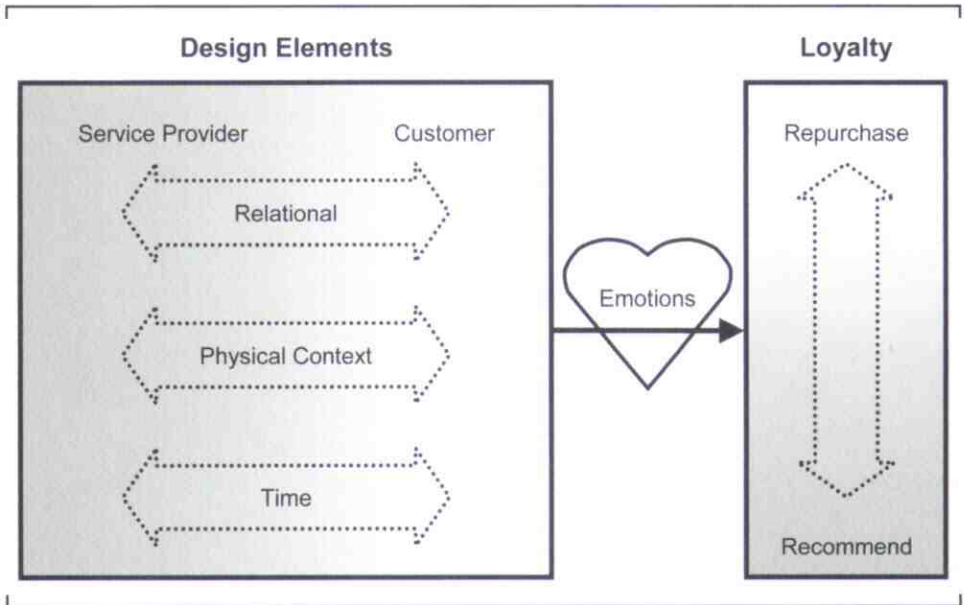 Design Elements
Loyalty
Service Provider
Customer
Repurchase
Relational
Emotions
Physical Context
Time
Recommend